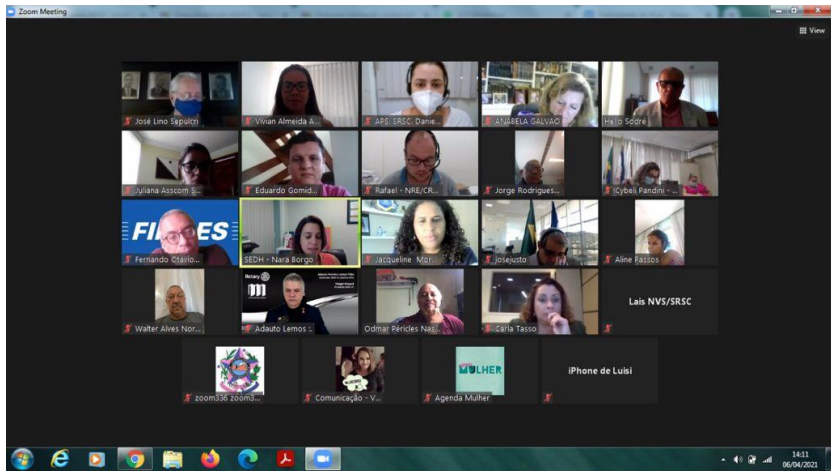 Zoom Meeting
View
José Lino Sepulcri
Vivian Almeida A...
APS. SRSC. Danie...
ANABELA GALVÃO
Helio Sodré
Juliana Asscom S...
Eduardo Gomid...
Rafael - NRE/CR...
Jorge Rodrigues...
Cybeli Pandini - ...
Fernando Otavio...
SEDH - Nara Borgo
Jacqueline Mor...
josejusto
Aline Passos
Rotary
Walter Alves Nor...
Adauto Lemos :.
Odmar Péricles Nas...
Carla Tasso
Lais NVS/SRSC
MULHER
iPhone de Luisi
zoom336 zoom3...
Comunicação - V...
Agenda Mulher
14:11
06/04/2021